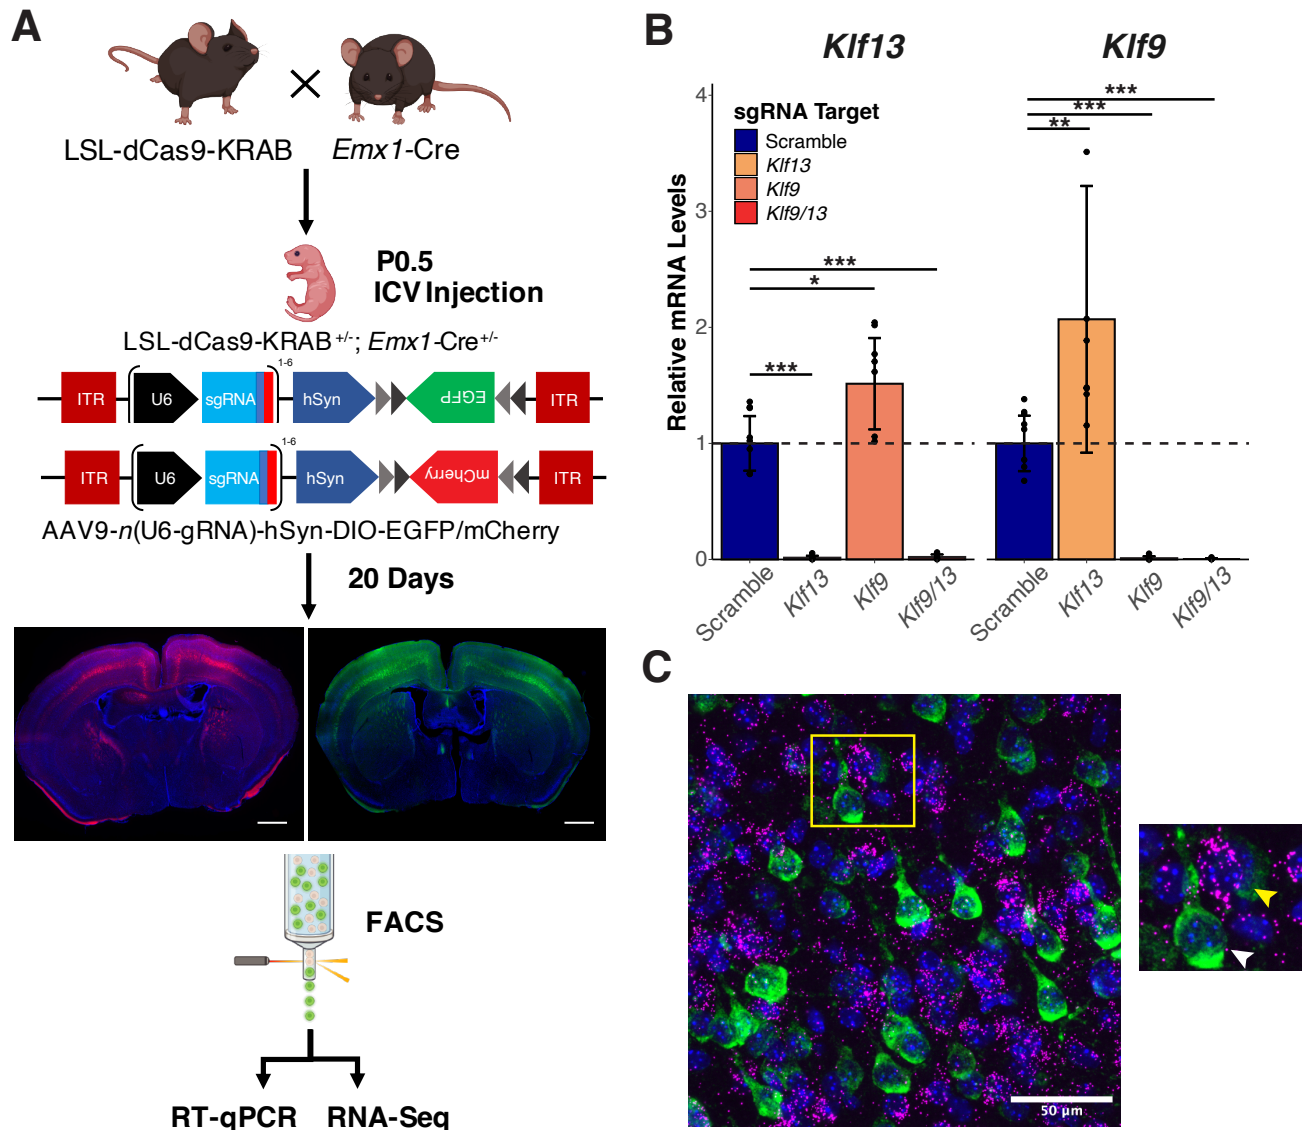 A
LSL-dCas9-KRAB
Emx1-Cre
P0.5
ICV Injection
LSL-dCas9-KRAB+/-; Emx1-Cre+/-
ITR
U6
sgRNA
1-6
hSyn
EGFP
ITR
ITR
U6
sgRNA
1-6
hSyn
mCherry
ITR
AAV9-n(U6-gRNA)-hSyn-DIO-EGFP/mCherry
20 Days
FACS
RT-qPCR
RNA-Seq
B
Klf13
Klf9
Relative mRNA Levels
4
3
2
1
0
sgRNA Target
Scramble
Klf13
Klf9
Klf9/13
***
*
***
***
***
**
Scramble
Klf13
Klf9
Klf9/13
Scramble
Klf13
Klf9
Klf9/13
C
50 µm